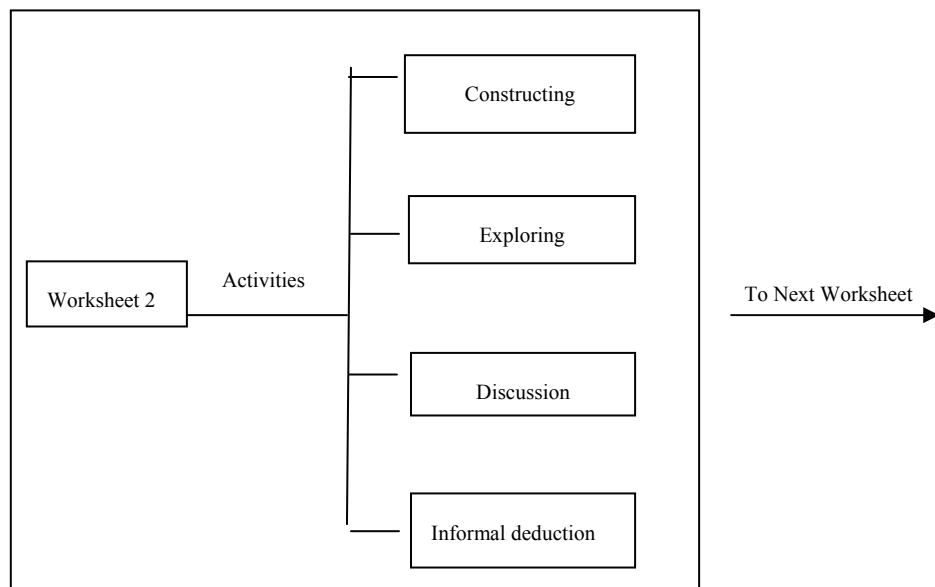 Constructing
Exploring
Activities
Worksheet 2
To Next Worksheet
Discussion
Informal deduction